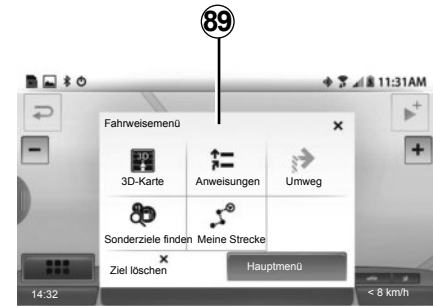 89
11:31AM
Fahrweisemenü
3D-Karte Anweisungen Umweg
Sonderziele finden Meine Strecke
Ziel löschen Hauptmenü
14:32 < 8 km/h